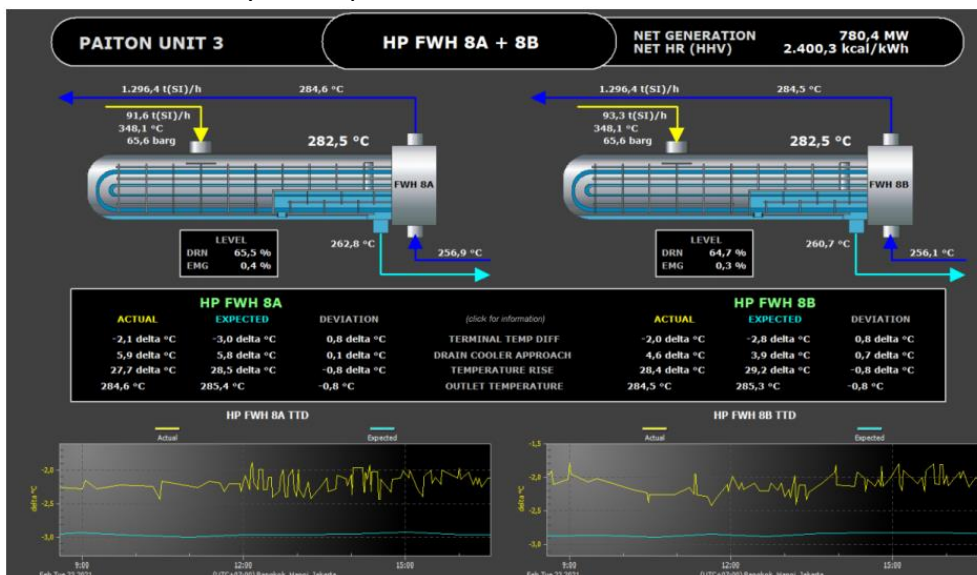 PAITON UNIT 3
HP FWH 8A + 8B
NET GENERATION 780,4 MW
NET HR (HHV) 2.400,3 kcal/kWh
1.296,4 t(SI)/h 284,6 °C
91,6 t(SI)/h
348,1 °C
65,6 barg
282,5 °C
FWH 8A
LEVEL
DRN 65,5 %
EMG 0,4 %
262,8 °C
256,9 °C
1.296,4 t(SI)/h 284,5 °C
93,3 t(SI)/h
348,1 °C
65,6 barg
282,5 °C
FWH 8B
LEVEL
DRN 64,7 %
EMG 0,3 %
260,7 °C
256,1 °C
HP FWH 8A HP FWH 8B
ACTUAL EXPECTED DEVIATION (click for information) ACTUAL EXPECTED DEVIATION
-2,1 delta °C -3,0 delta °C 0,8 delta °C TERMINAL TEMP DIFF -2,0 delta °C -2,8 delta °C 0,8 delta °C
5,9 delta °C 5,8 delta °C 0,1 delta °C DRAIN COOLER APPROACH 4,6 delta °C 3,9 delta °C 0,7 delta °C
27,7 delta °C 28,5 delta °C -0,8 delta °C TEMPERATURE RISE 28,4 delta °C 29,2 delta °C -0,8 delta °C
284,6 °C 285,4 °C -0,8 °C OUTLET TEMPERATURE 284,5 °C 285,3 °C -0,8 °C
HP FWH 8A TTD
Actual Expected
delta °C
-2,0
-2,5
-3,0
9:00 12:00 15:00
HP FWH 8B TTD
Actual Expected
delta °C
-1,5
-2,0
-2,5
-3,0
9:00 12:00 15:00